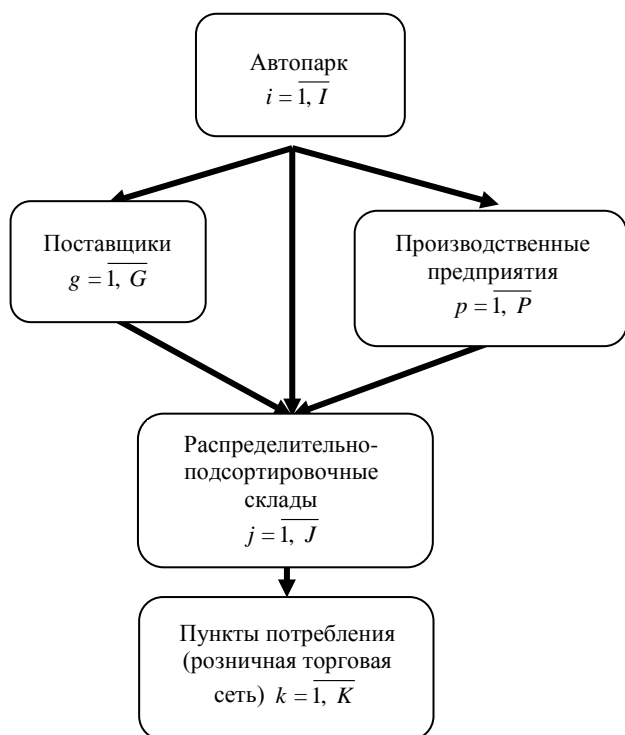 Автопарк
i = 1, I
Поставщики
g = 1, G
Производственные
предприятия
p = 1, P
Распределительно-
подсортировочные
склады
j = 1, J
Пункты потребления
(розничная торговая
сеть) k = 1, K